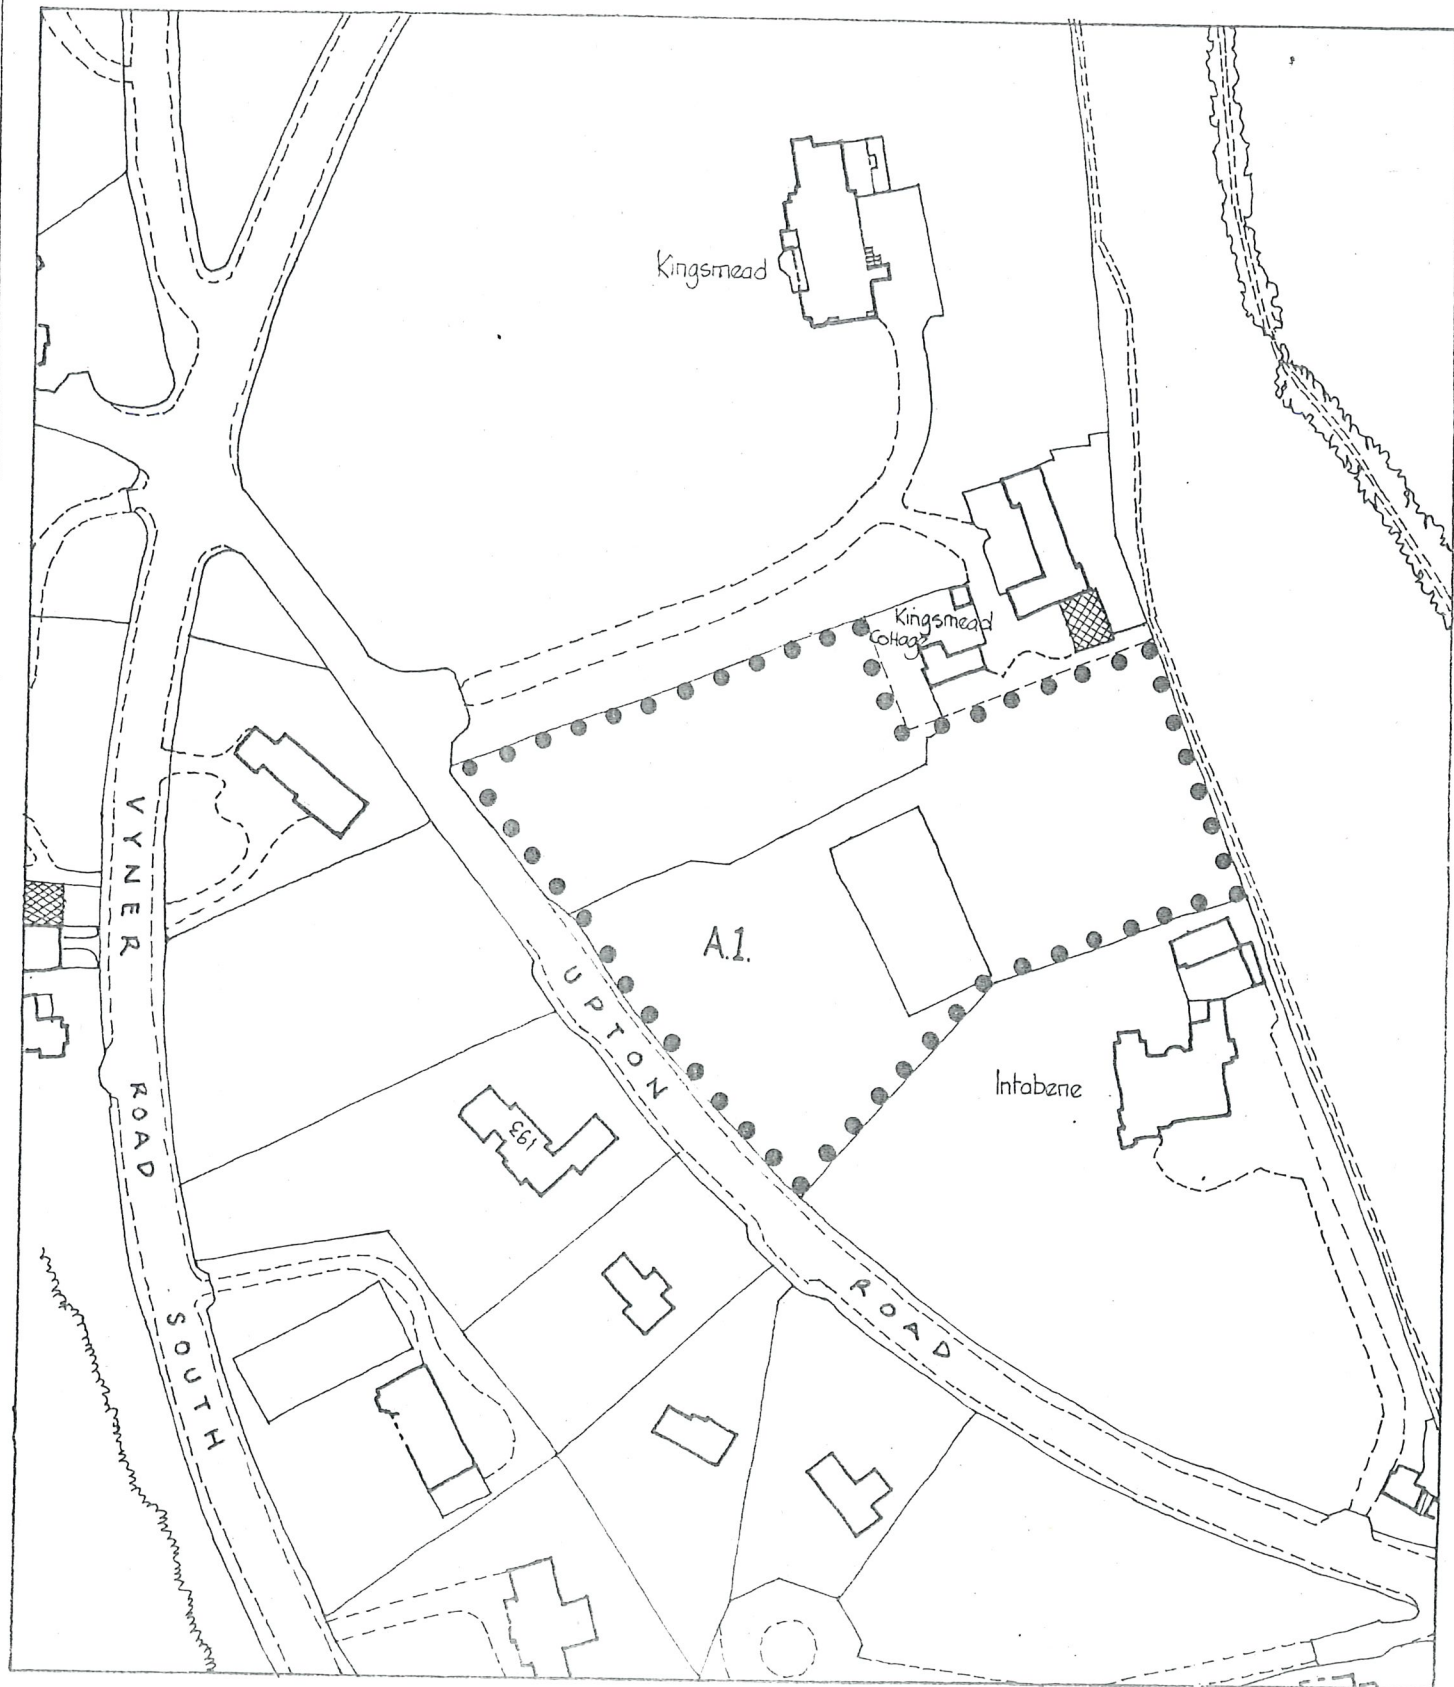 Kingsmead
Kingsmead
Cottage
VYNER ROAD SOUTH
A.1.
UPTON ROAD
Intabene
193